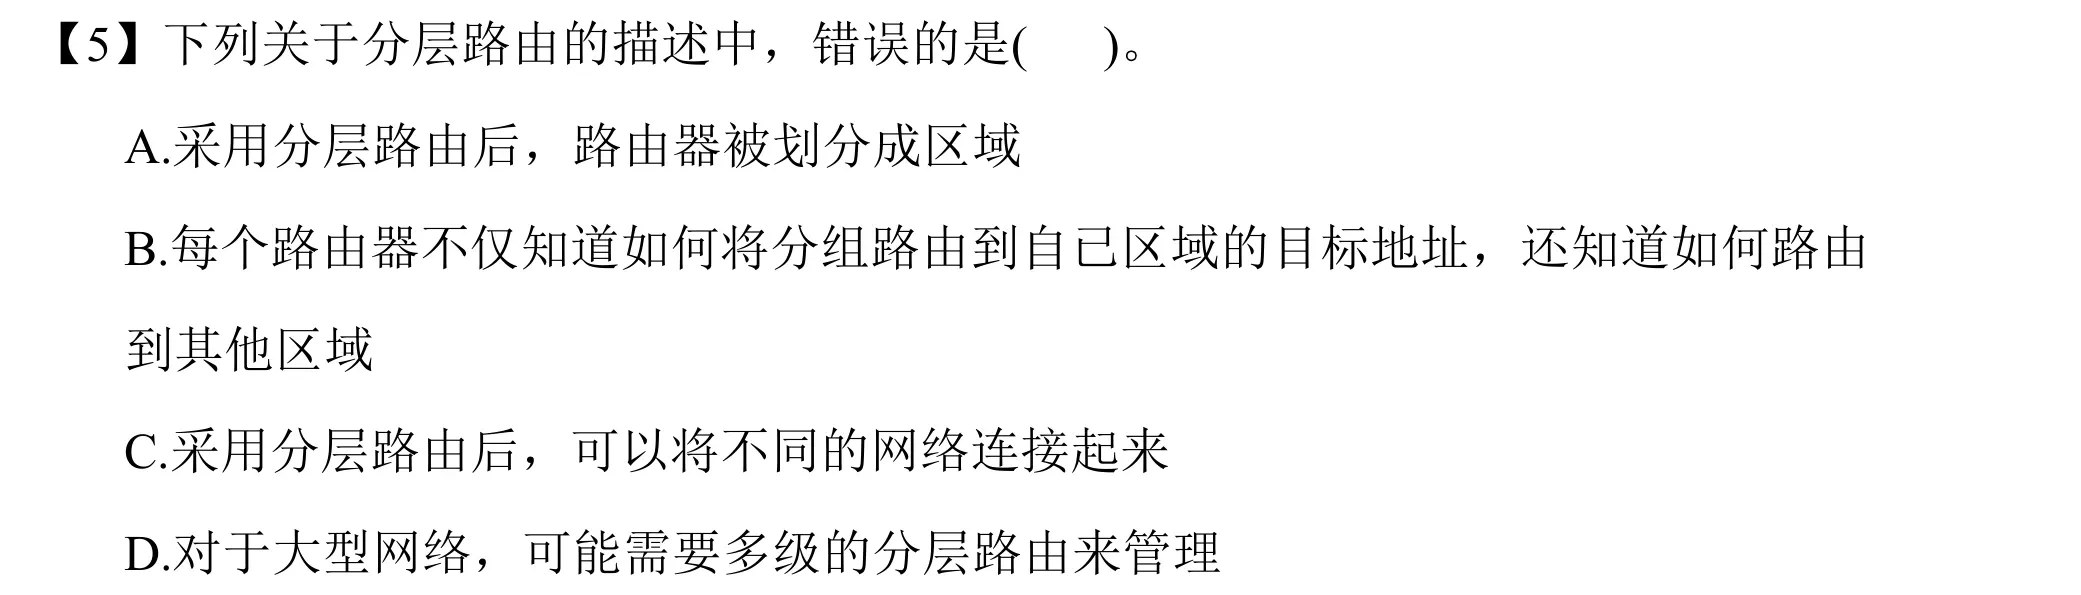 【5】下列关于分层路由的描述中，错误的是(    )。
A.采用分层路由后，路由器被划分成区域
B.每个路由器不仅知道如何将分组路由到自已区域的目标地址，还知道如何路由
到其他区域
C.采用分层路由后，可以将不同的网络连接起来
D.对于大型网络，可能需要多级的分层路由来管理